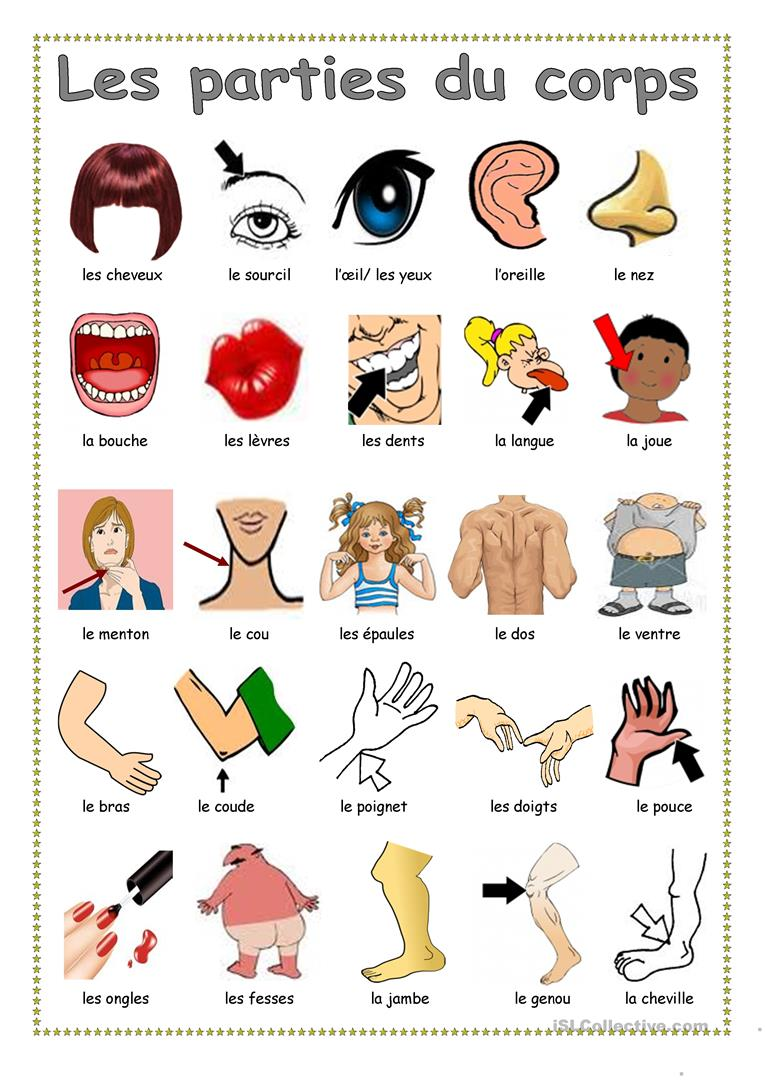 Les parties du corps
les cheveux le sourcil l'œil/ les yeux l'oreille le nez
la bouche les lèvres les dents la langue la joue
le menton le cou les épaules le dos le ventre
le bras le coude le poignet les doigts le pouce
les ongles les fesses la jambe le genou la cheville
iSLCollective.com